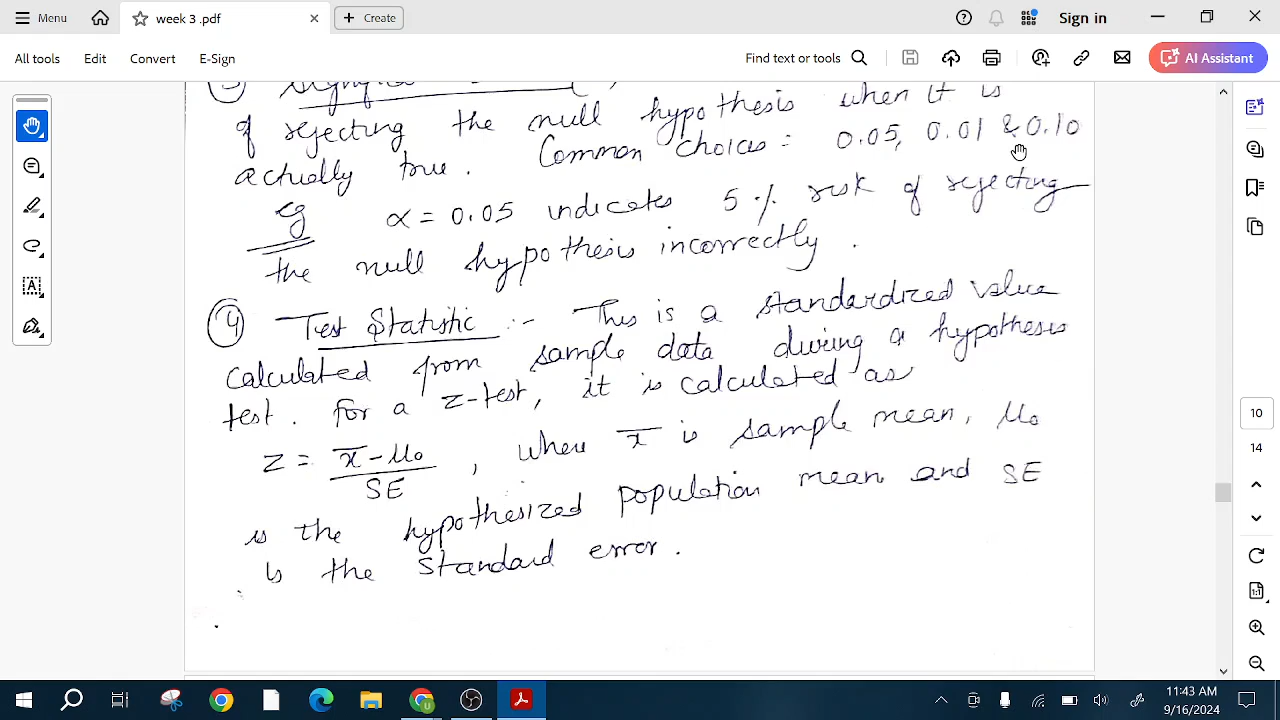 Menu
week 3 .pdf
Create
Sign in
All tools
Edit
Convert
E-Sign
Find text or tools
AI Assistant
of rejecting the null hypothesis when it is
actually true. Common choices: 0.05, 0.01 & 0.10
eg α = 0.05 indicates 5 % risk of rejecting
the null hypothesis incorrectly.
4 Test Statistic :- This is a standardized value
calculated from sample data during a hypothesis
test. For a z-test, it is calculated as
z = x̄ - μ₀ / SE , where x̄ is sample mean, μ₀
is the hypothesized population mean and SE
is the standard error.
10
14
11:43 AM
9/16/2024